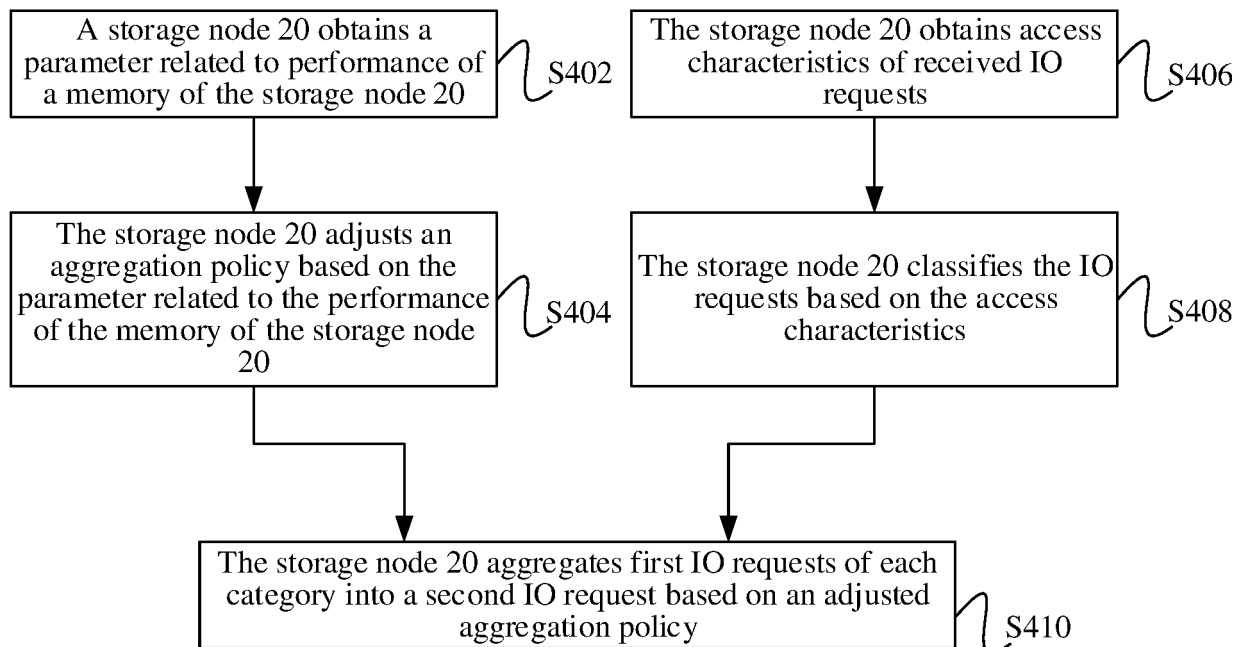 A storage node 20 obtains a
parameter related to performance of
a memory of the storage node 20
S402
The storage node 20 obtains access
characteristics of received IO
requests
S406
The storage node 20 adjusts an
aggregation policy based on the
parameter related to the performance
of the memory of the storage node
20
S404
The storage node 20 classifies the IO
requests based on the access
characteristics
S408
The storage node 20 aggregates first IO requests of each
category into a second IO request based on an adjusted
aggregation policy
S410